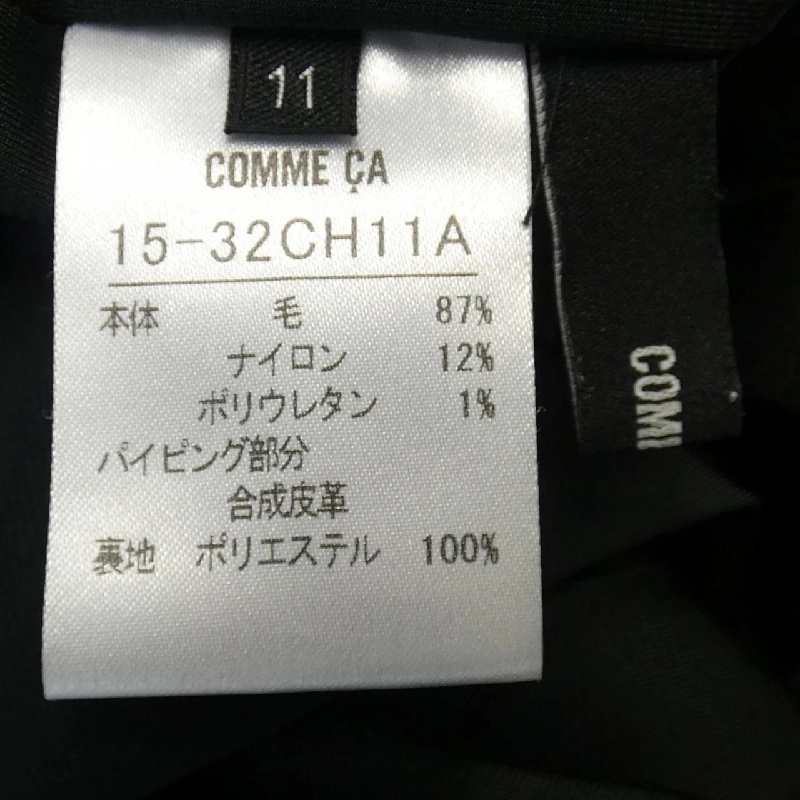 11
COMME ÇA
15-32CH11A
本体 毛 87%
ナイロン 12%
ポリウレタン 1%
パイピング部分
合成皮革
裏地 ポリエステル 100%
COM